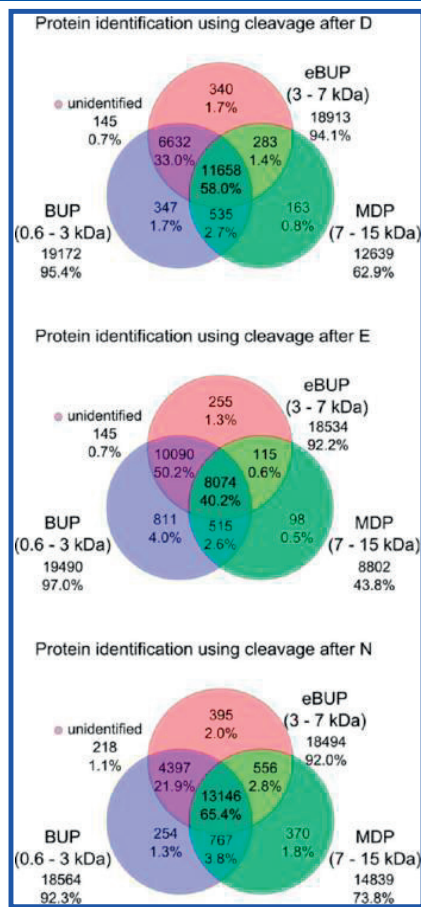 Protein identification using cleavage after D
340
1.7%
eBUP
(3 - 7 kDa)
18913
94.1%
unidentified
145
0.7%
6632
33.0%
283
1.4%
11658
58.0%
BUP
(0.6 - 3 kDa)
19172
95.4%
347
1.7%
535
2.7%
163
0.8%
MDP
(7 - 15 kDa)
12639
62.9%
Protein identification using cleavage after E
255
1.3%
eBUP
(3 - 7 kDa)
18534
92.2%
unidentified
145
0.7%
10090
50.2%
115
0.6%
8074
40.2%
BUP
(0.6 - 3 kDa)
19490
97.0%
811
4.0%
515
2.6%
98
0.5%
MDP
(7 - 15 kDa)
8802
43.8%
Protein identification using cleavage after N
395
2.0%
eBUP
(3 - 7 kDa)
18494
92.0%
unidentified
218
1.1%
4397
21.9%
556
2.8%
13146
65.4%
BUP
(0.6 - 3 kDa)
18564
92.3%
254
1.3%
767
3.8%
370
1.8%
MDP
(7 - 15 kDa)
14839
73.8%